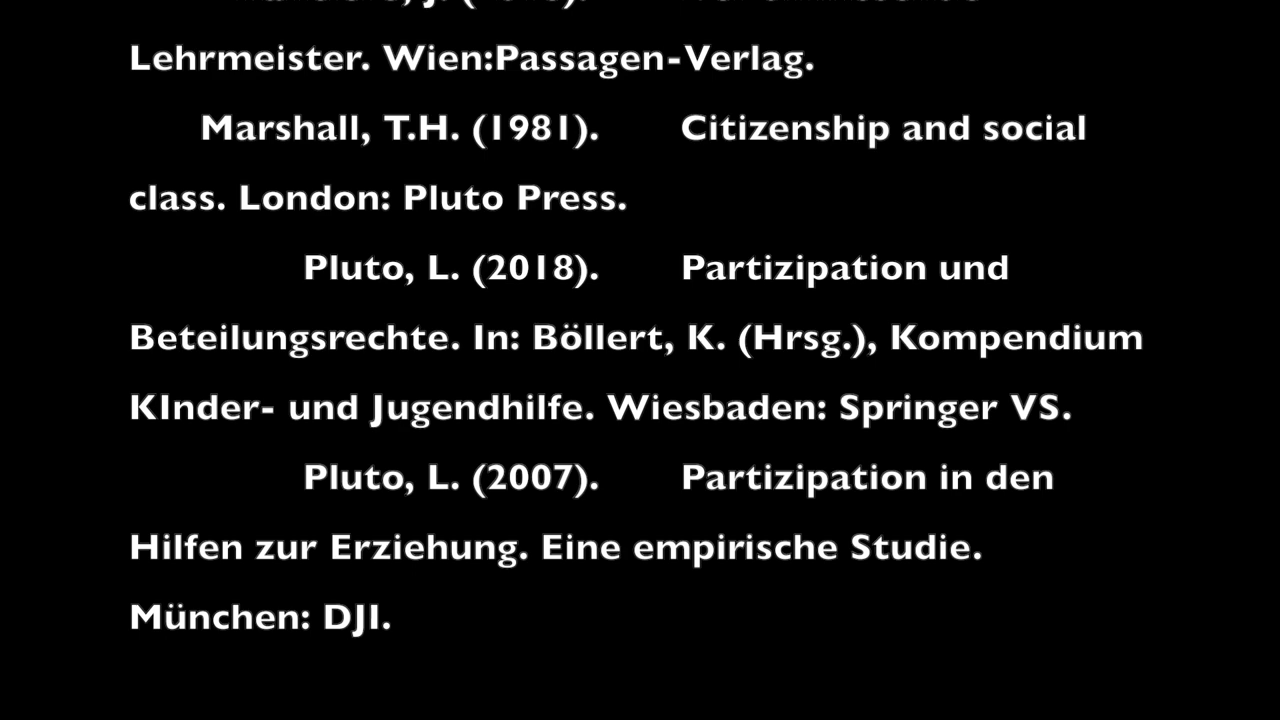 Lehrmeister. Wien:Passagen-Verlag.
Marshall, T.H. (1981). Citizenship and social
class. London: Pluto Press.
Pluto, L. (2018). Partizipation und
Beteilungsrechte. In: Böllert, K. (Hrsg.), Kompendium
KInder- und Jugendhilfe. Wiesbaden: Springer VS.
Pluto, L. (2007). Partizipation in den
Hilfen zur Erziehung. Eine empirische Studie.
München: DJI.